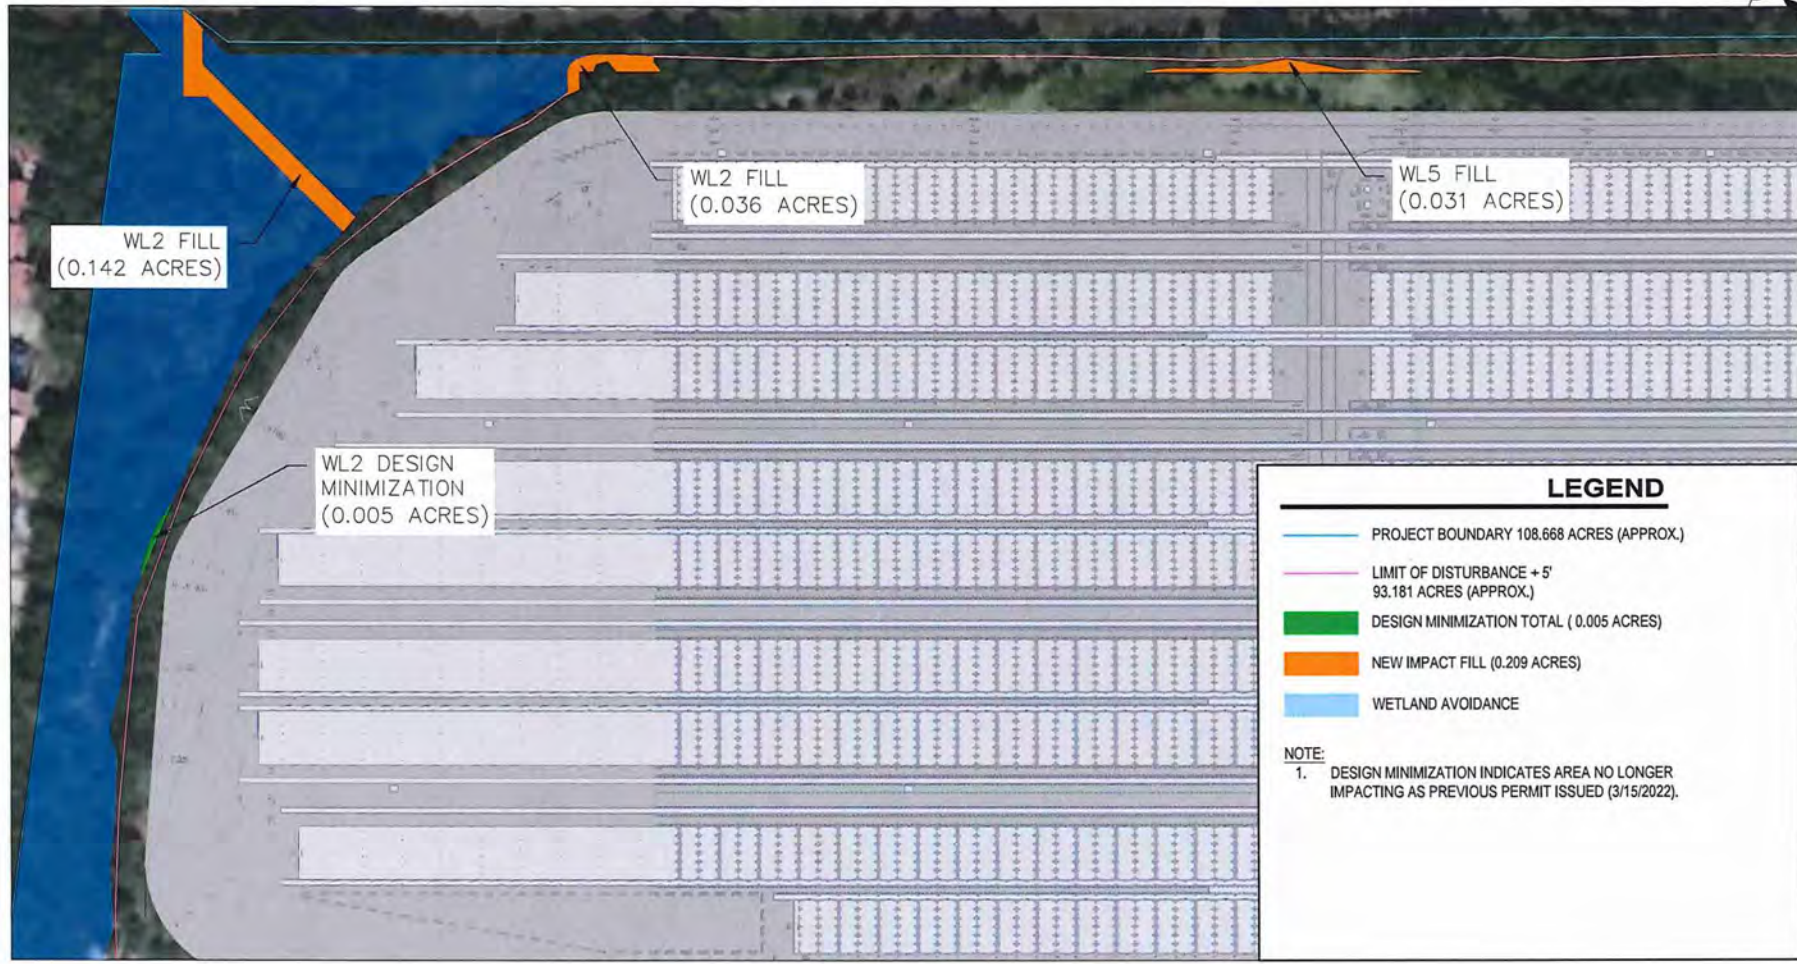 WL2 FILL
(0.142 ACRES)
WL2 FILL
(0.036 ACRES)
WL5 FILL
(0.031 ACRES)
WL2 DESIGN
MINIMIZATION
(0.005 ACRES)
LEGEND
PROJECT BOUNDARY 108.668 ACRES (APPROX.)
LIMIT OF DISTURBANCE + 5'
93.181 ACRES (APPROX.)
DESIGN MINIMIZATION TOTAL ( 0.005 ACRES)
NEW IMPACT FILL (0.209 ACRES)
WETLAND AVOIDANCE
NOTE:
1. DESIGN MINIMIZATION INDICATES AREA NO LONGER
IMPACTING AS PREVIOUS PERMIT ISSUED (3/15/2022).